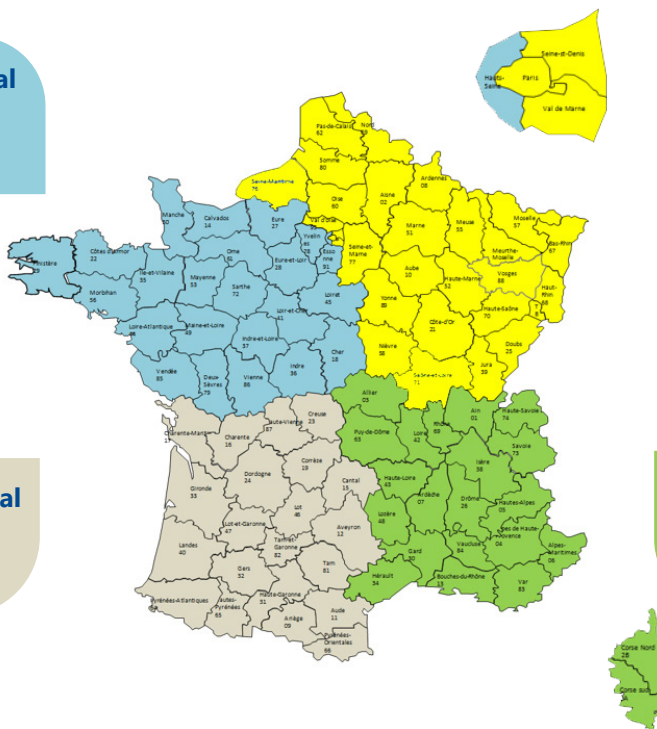 al
Seine-st-Denis
Hauts-
Seine
Paris
Val de Marne
Pas-de-Calais
62
Nord
Somme
80
Seine-Maritime
76
Oise
60
Aisne
02
Ardennes
08
Manche
50
Calvados
14
Eure
27
Val d'oise
Yvelin
es
78
Esso
nne
91
Seine-et-
Marne
77
Marne
51
Meuse
55
Moselle
57
Meurthe-
Moselle
Bas-Rhin
67
Finistère
29
Côtes d'armor
22
Morbihan
56
Ile-et-Vilaine
35
Mayenne
53
Orne
61
Sarthe
72
Eure-et-Loir
28
Loiret
45
Loir-et-Cher
41
Aube
10
Haute-Marne
52
Vosges
88
Haut-
Rhin
68
Yonne
89
Côte-d'Or
21
Haute-Saône
70
Doubs
25
Jura
39
Nièvre
58
Saône-et-Loire
71
Loire-Atlantique
44
Maine-et-Loire
49
Indre-et-Loire
37
Cher
18
Indre
36
Vendée
85
Deux
Sèvres
79
Vienne
86
Allier
03
Puy-de-Dôme
63
Loire
42
Rhône
69
Ain
01
Haute-Savoie
74
Savoie
73
Isère
38
Creuse
23
Haute-Vienne
87
Charente-Marit
17
Charente
16
Corrèze
19
Dordogne
24
Cantal
15
Haute-Loire
43
Ardèche
07
Drôme
26
Hautes-Alpes
05
al
Gironde
33
Lot
46
Lot-et-Garonne
47
Aveyron
12
Lozère
48
Gard
30
Vaucluse
84
Alpes de Haute-
Provence
04
Alpes-
Maritimes
06
Landes
40
Tarn-et-
Garonne
82
Gers
32
Tarn
81
Hérault
34
Bouches-du-Rhône
13
Var
83
Pyrénées-Atlantiques
64
Hautes-
Pyrénées
65
Haute-Garonne
31
Ariège
09
Aude
11
Pyrénées-
Orientales
66
Corse Nord
2B
Corse sud